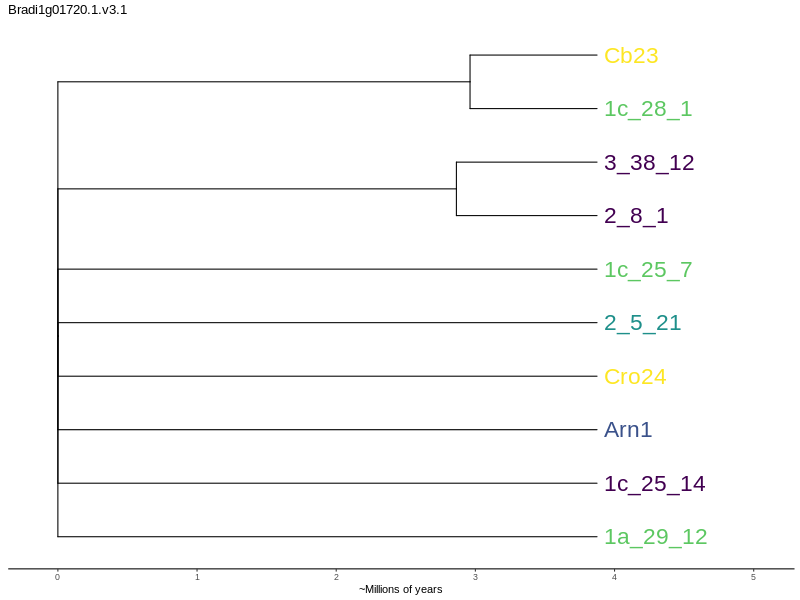 Bradi1g01720.1.v3.1
Cb23
1c_28_1
3_38_12
2_8_1
1c_25_7
2_5_21
Cro24
Arn1
1c_25_14
1a_29_12
0 1 2 3 4 5
~Millions of years